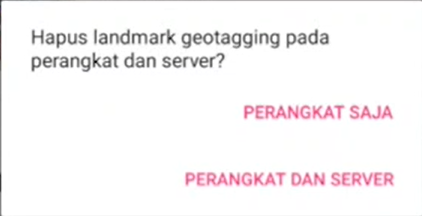 Hapus landmark geotagging pada
perangkat dan server?
PERANGKAT SAJA
PERANGKAT DAN SERVER